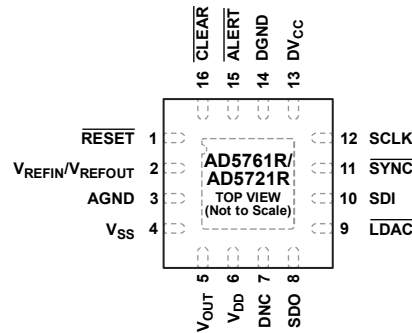 CLEAR
ALERT
DGND
DVCC
16
15
14
13
RESET 1
VREFIN/VREFOUT 2
AGND 3
VSS 4
AD5761R/
AD5721R
TOP VIEW
(Not to Scale)
12 SCLK
11 SYNC
10 SDI
9 LDAC
5
6
7
8
VOUT
VDD
DNC
SDO